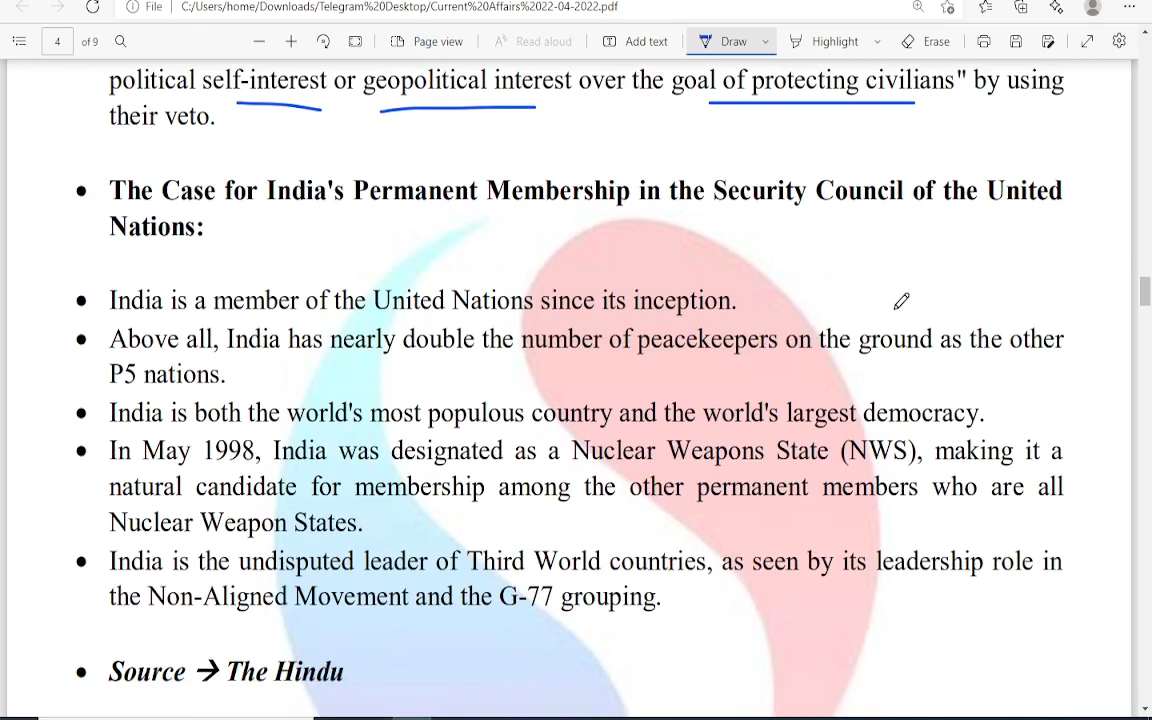 File
C:/Users/home/Downloads/Telegram%20Desktop/Current%20Affairs%2022-04-2022.pdf
4 of 9 Page view Read aloud Add text Draw Highlight Erase
political self-interest or geopolitical interest over the goal of protecting civilians" by using
their veto.
• The Case for India's Permanent Membership in the Security Council of the United
Nations:
• India is a member of the United Nations since its inception.
• Above all, India has nearly double the number of peacekeepers on the ground as the other
P5 nations.
• India is both the world's most populous country and the world's largest democracy.
• In May 1998, India was designated as a Nuclear Weapons State (NWS), making it a
natural candidate for membership among the other permanent members who are all
Nuclear Weapon States.
• India is the undisputed leader of Third World countries, as seen by its leadership role in
the Non-Aligned Movement and the G-77 grouping.
• Source → The Hindu